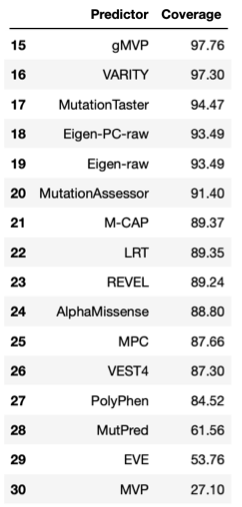 Predictor Coverage
15 gMVP 97.76
16 VARITY 97.30
17 MutationTaster 94.47
18 Eigen-PC-raw 93.49
19 Eigen-raw 93.49
20 MutationAssessor 91.40
21 M-CAP 89.37
22 LRT 89.35
23 REVEL 89.24
24 AlphaMissense 88.80
25 MPC 87.66
26 VEST4 87.30
27 PolyPhen 84.52
28 MutPred 61.56
29 EVE 53.76
30 MVP 27.10